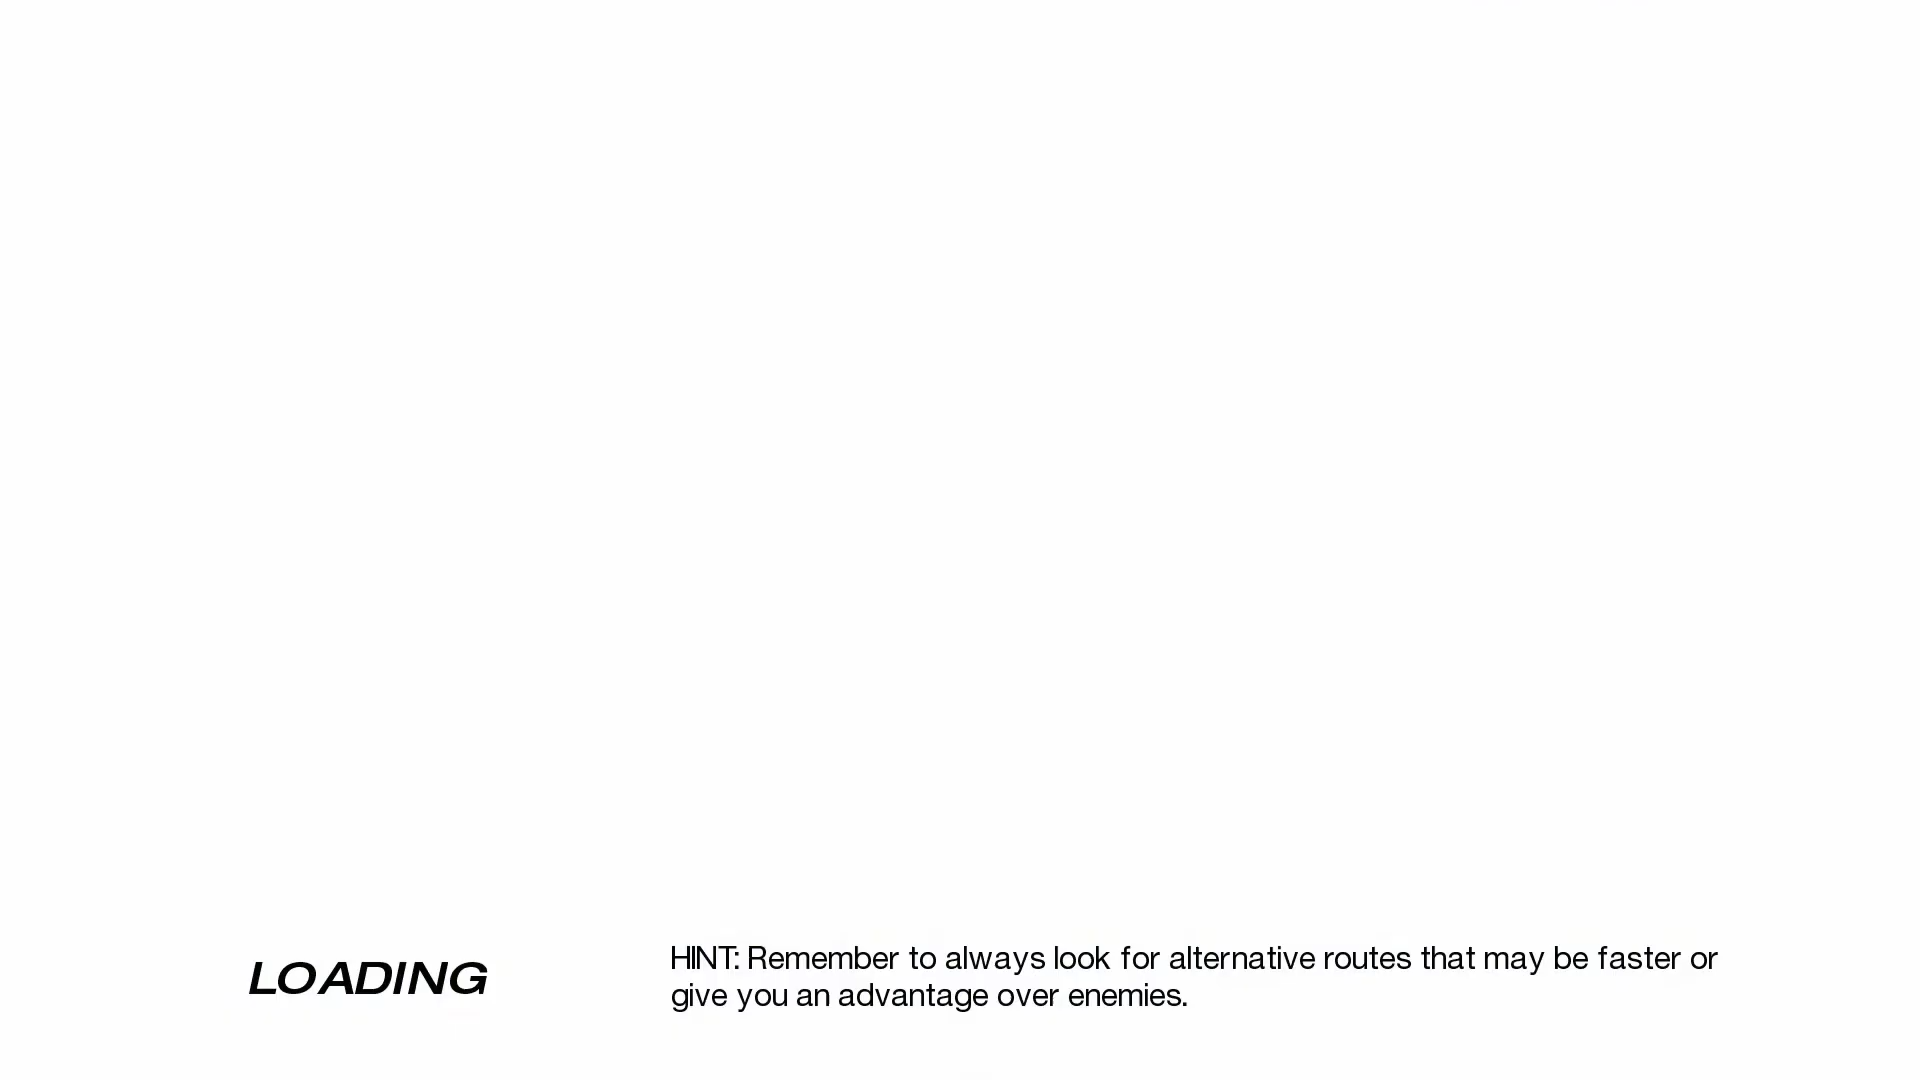 LOADING
HINT: Remember to always look for alternative routes that may be faster or
give you an advantage over enemies.